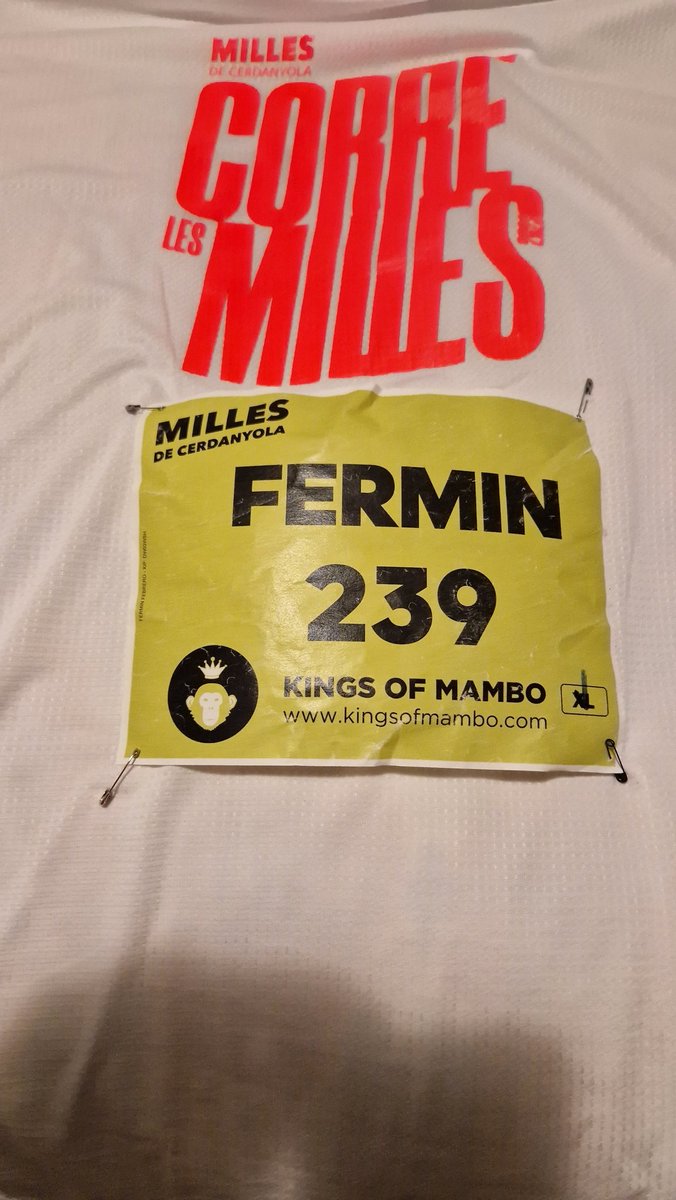 MILLES
DE CERDANYOLA
CORRE
LES
MILLES
MILLES
DE CERDANYOLA
FERMIN
239
KINGS OF MAMBO
XL
www.kingsofmambo.com